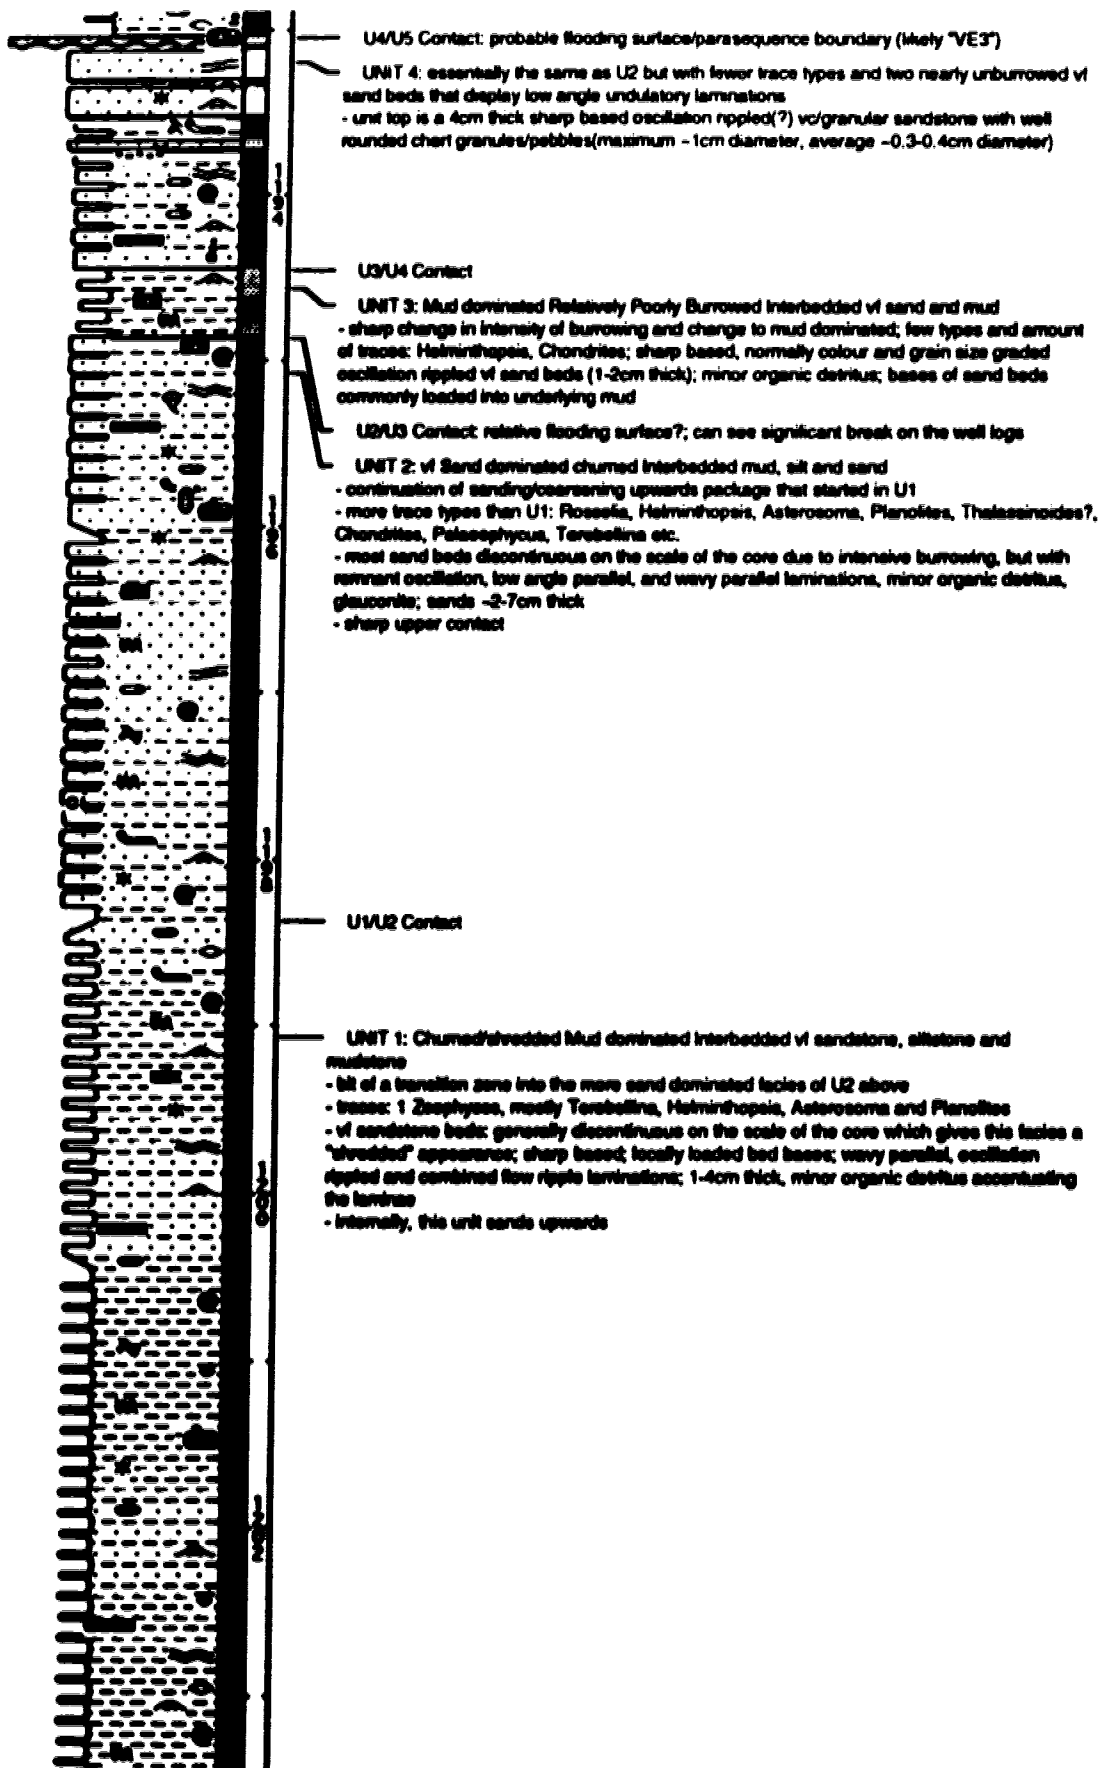 U4/U5 Contact: probable flooding surface/parasequence boundary (likely "VE3")
UNIT 4: essentially the same as U2 but with fewer trace types and two nearly unburrowed vf
sand beds that display low angle undulatory laminations
- unit top is a 4cm thick sharp based oscillation rippled(?) vc/granular sandstone with well
rounded chert granules/pebbles(maximum ~1cm diameter, average ~0.3-0.4cm diameter)
1194
U3/U4 Contact
UNIT 3: Mud dominated Relatively Poorly Burrowed Interbedded vf sand and mud
- sharp change in intensity of burrowing and change to mud dominated; few types and amount
of traces: Helminthopsis, Chondrites; sharp based, normally colour and grain size graded
oscillation rippled vf sand beds (1-2cm thick); minor organic detritus; bases of sand beds
commonly loaded into underlying mud
U2/U3 Contact: relative flooding surface?; can see significant break on the well logs
UNIT 2: vf Sand dominated churned Interbedded mud, silt and sand
- continuation of sanding/coarsening upwards package that started in U1
- more trace types than U1: Rosselia, Helminthopsis, Asterosoma, Planolites, Thalassinoides?,
Chondrites, Palaeophycus, Terebellina etc.
- most sand beds discontinuous on the scale of the core due to intensive burrowing, but with
remnant oscillation, low angle parallel, and wavy parallel laminations, minor organic detritus,
glauconite; sands ~2-7cm thick
- sharp upper contact
1196
1198
U1/U2 Contact
UNIT 1: Churned/shredded Mud dominated Interbedded vf sandstone, siltstone and
mudstone
- bit of a transition zone into the more sand dominated facies of U2 above
- traces: 1 Zoophycos, mostly Terebellina, Helminthopsis, Asterosoma and Planolites
- vf sandstone beds: generally discontinuous on the scale of the core which gives this facies a
"shredded" appearance; sharp based; locally loaded bed bases; wavy parallel, oscillation
rippled and combined flow ripple laminations; 1-4cm thick, minor organic detritus accentuating
the laminae
- internally, this unit sands upwards
1200
1202